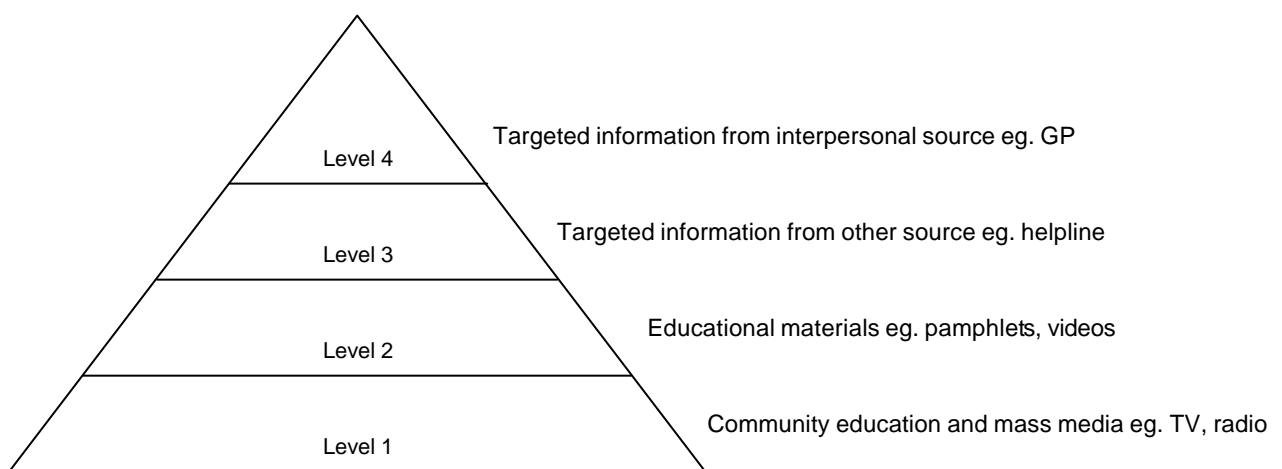 Targeted information from interpersonal source eg. GP
Level 4
Targeted information from other source eg. helpline
Level 3
Educational materials eg. pamphlets, videos
Level 2
Community education and mass media eg. TV, radio
Level 1